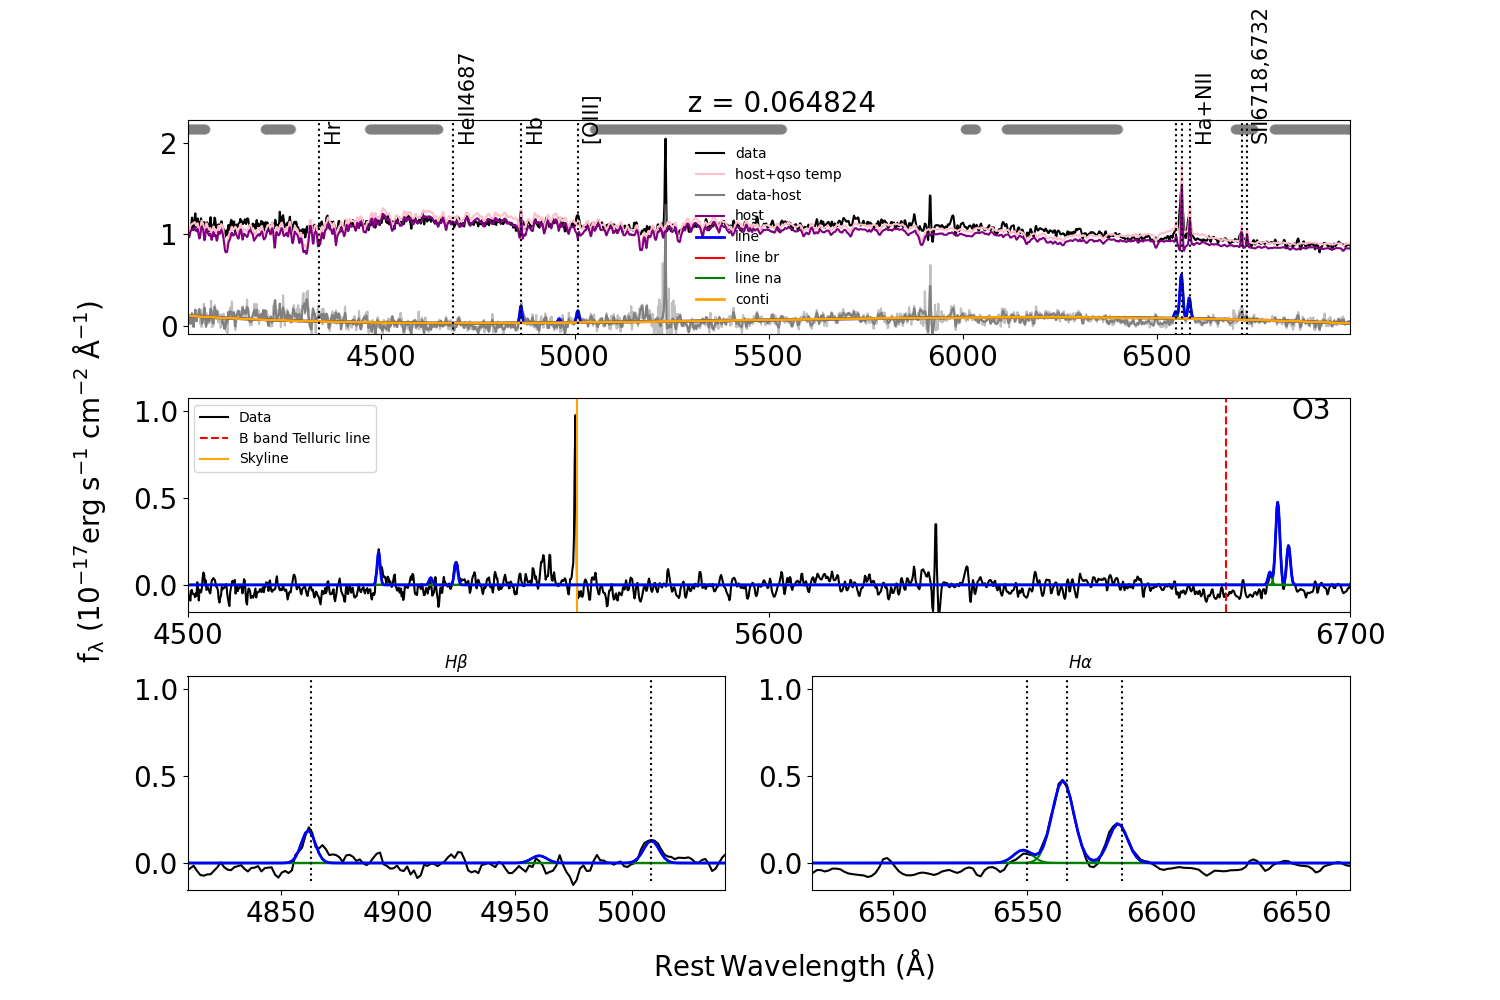 z = 0.064824
Hr
HeII4687
Hb
[OIII]
Ha+NII
SII6718,6732
data
host+qso temp
data-host
host
line
line br
line na
conti
2
1
0
4500
5000
5500
6000
6500
f_λ (10⁻¹⁷erg s⁻¹ cm⁻² Å⁻¹)
Data
B band Telluric line
Skyline
O3
1.0
0.5
0.0
4500
5600
6700
Hβ
1.0
0.5
0.0
4850
4900
4950
5000
Hα
1.0
0.5
0.0
6500
6550
6600
6650
Rest Wavelength (Å)